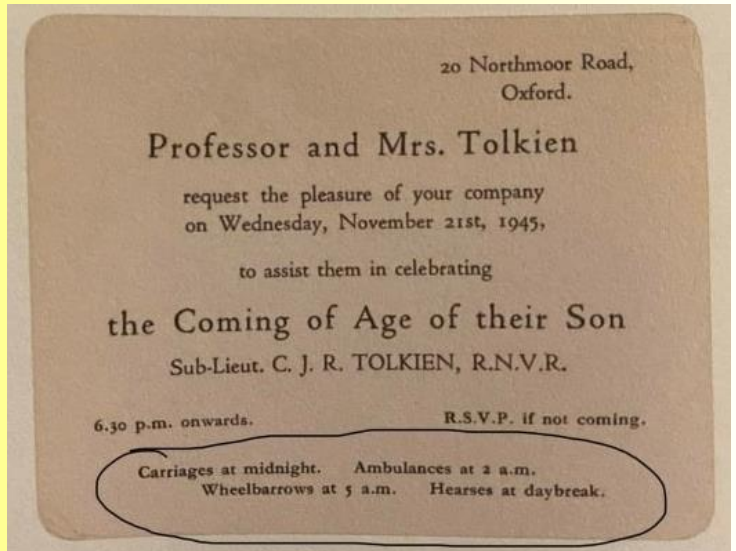 20 Northmoor Road,
Oxford.
Professor and Mrs. Tolkien
request the pleasure of your company
on Wednesday, November 21st, 1945,
to assist them in celebrating
the Coming of Age of their Son
Sub-Lieut. C. J. R. TOLKIEN, R.N.V.R.
6.30 p.m. onwards. R.S.V.P. if not coming.
Carriages at midnight. Ambulances at 2 a.m.
Wheelbarrows at 5 a.m. Hearses at daybreak.